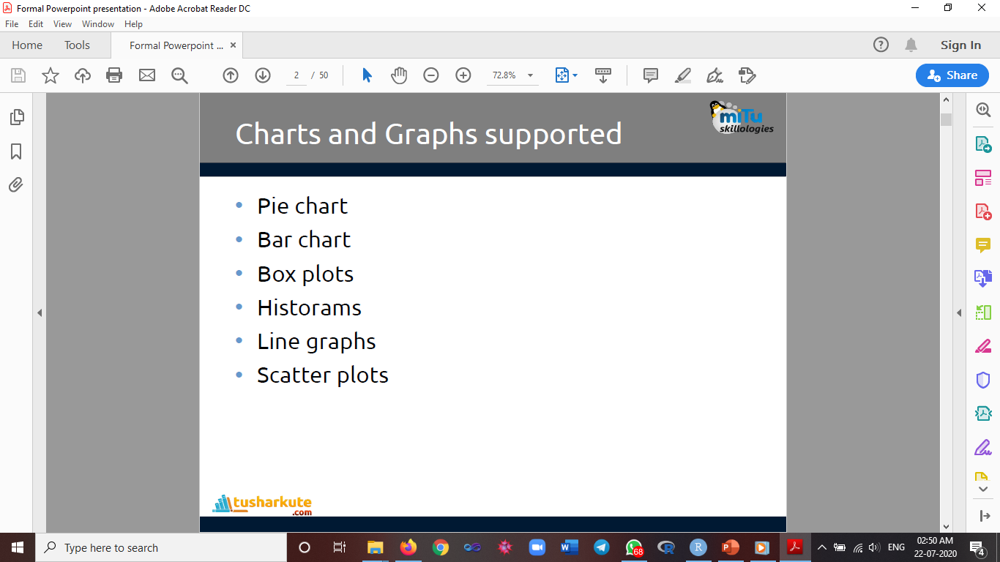 Formal Powerpoint presentation - Adobe Acrobat Reader DC
File Edit View Window Help
Home Tools Formal Powerpoint ... × Sign In
2 / 50 72.8% Share
miTu
skillologies
Charts and Graphs supported
• Pie chart
• Bar chart
• Box plots
• Historams
• Line graphs
• Scatter plots
tusharkute
.com
Type here to search
68
ENG
02:50 AM
22-07-2020
4